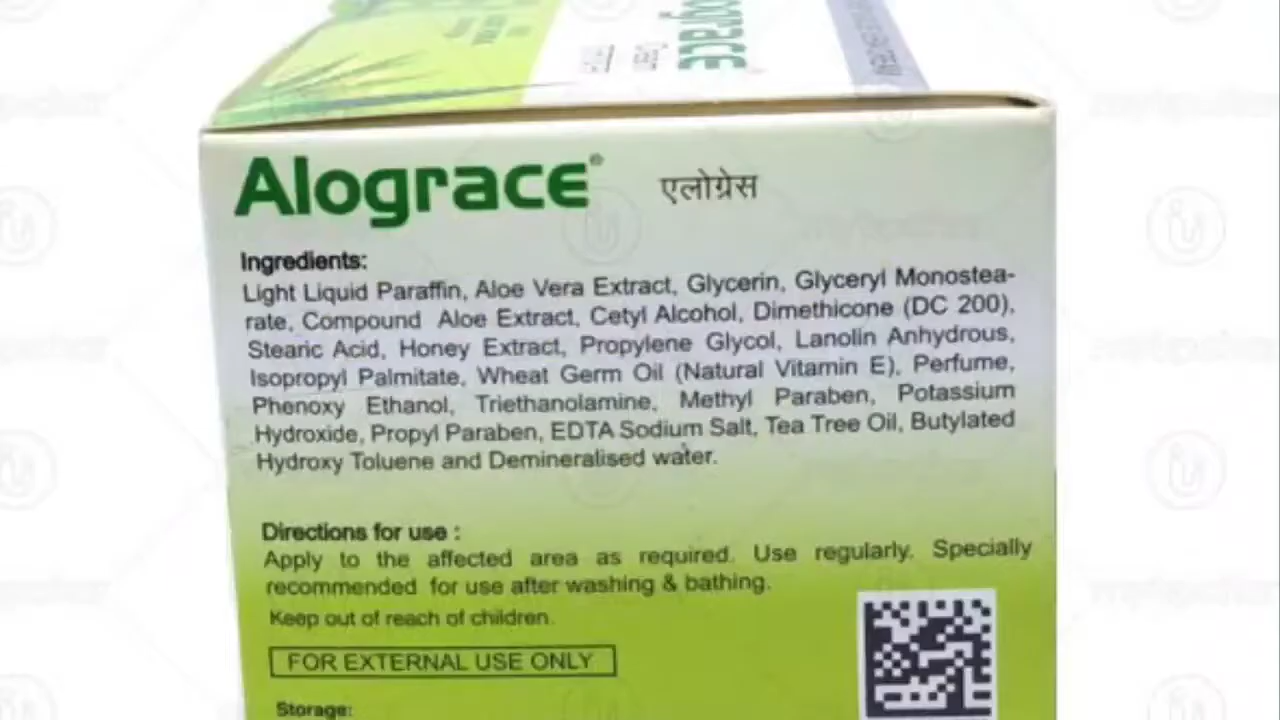 Alograce® एलोग्रेस
Ingredients:
Light Liquid Paraffin, Aloe Vera Extract, Glycerin, Glyceryl Monostea-
rate, Compound Aloe Extract, Cetyl Alcohol, Dimethicone (DC 200),
Stearic Acid, Honey Extract, Propylene Glycol, Lanolin Anhydrous,
Isopropyl Palmitate, Wheat Germ Oil (Natural Vitamin E), Perfume,
Phenoxy Ethanol, Triethanolamine, Methyl Paraben, Potassium
Hydroxide, Propyl Paraben, EDTA Sodium Salt, Tea Tree Oil, Butylated
Hydroxy Toluene and Demineralised water.
Directions for use :
Apply to the affected area as required. Use regularly. Specially
recommended for use after washing & bathing.
Keep out of reach of children.
FOR EXTERNAL USE ONLY
Storage: